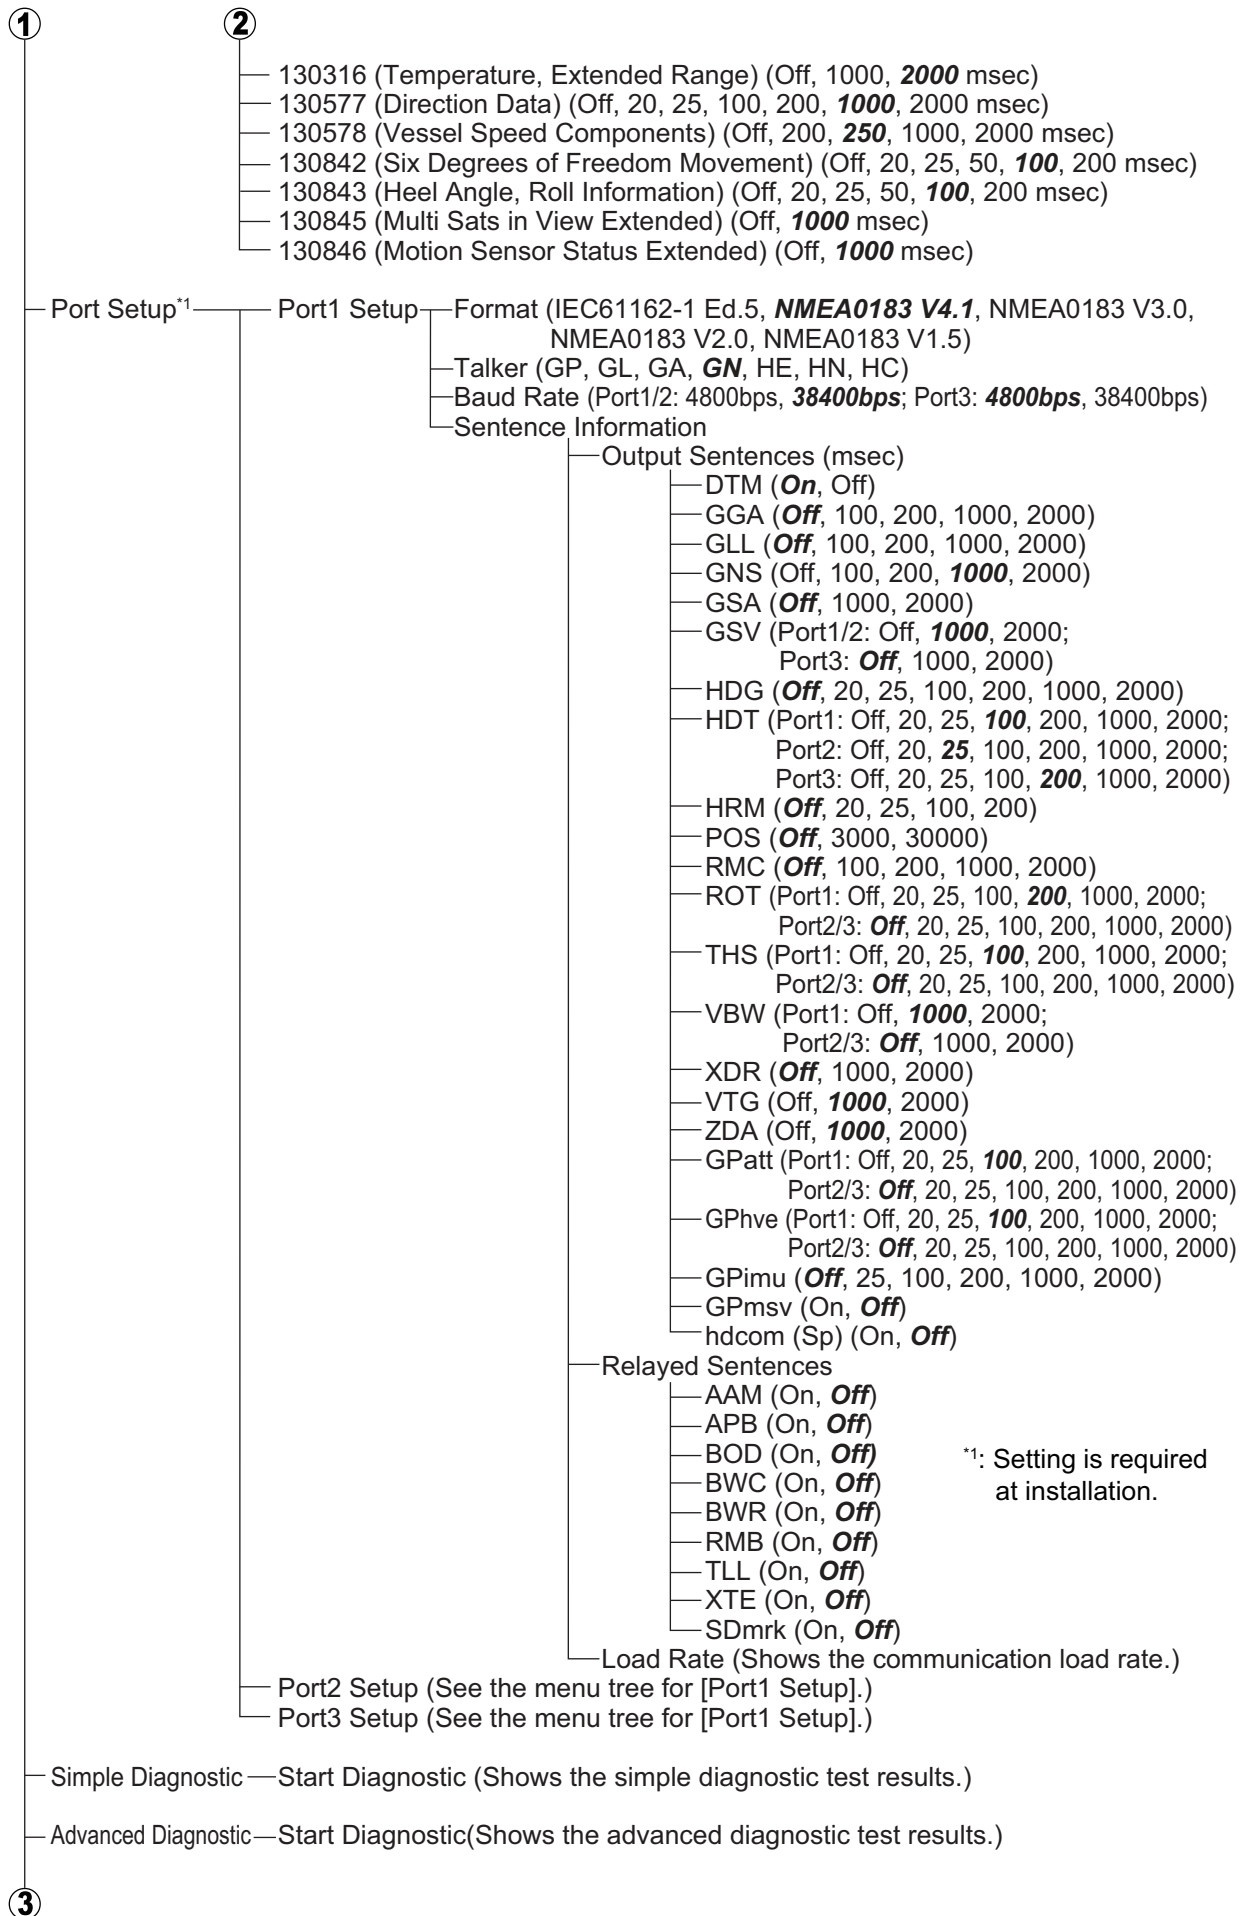 1 2
130316 (Temperature, Extended Range) (Off, 1000, 2000 msec)
130577 (Direction Data) (Off, 20, 25, 100, 200, 1000, 2000 msec)
130578 (Vessel Speed Components) (Off, 200, 250, 1000, 2000 msec)
130842 (Six Degrees of Freedom Movement) (Off, 20, 25, 50, 100, 200 msec)
130843 (Heel Angle, Roll Information) (Off, 20, 25, 50, 100, 200 msec)
130845 (Multi Sats in View Extended) (Off, 1000 msec)
130846 (Motion Sensor Status Extended) (Off, 1000 msec)
Port Setup*1 Port1 Setup Format (IEC61162-1 Ed.5, NMEA0183 V4.1, NMEA0183 V3.0,
NMEA0183 V2.0, NMEA0183 V1.5)
Talker (GP, GL, GA, GN, HE, HN, HC)
Baud Rate (Port1/2: 4800bps, 38400bps; Port3: 4800bps, 38400bps)
Sentence Information
Output Sentences (msec)
DTM (On, Off)
GGA (Off, 100, 200, 1000, 2000)
GLL (Off, 100, 200, 1000, 2000)
GNS (Off, 100, 200, 1000, 2000)
GSA (Off, 1000, 2000)
GSV (Port1/2: Off, 1000, 2000;
Port3: Off, 1000, 2000)
HDG (Off, 20, 25, 100, 200, 1000, 2000)
HDT (Port1: Off, 20, 25, 100, 200, 1000, 2000;
Port2: Off, 20, 25, 100, 200, 1000, 2000;
Port3: Off, 20, 25, 100, 200, 1000, 2000)
HRM (Off, 20, 25, 100, 200)
POS (Off, 3000, 30000)
RMC (Off, 100, 200, 1000, 2000)
ROT (Port1: Off, 20, 25, 100, 200, 1000, 2000;
Port2/3: Off, 20, 25, 100, 200, 1000, 2000)
THS (Port1: Off, 20, 25, 100, 200, 1000, 2000;
Port2/3: Off, 20, 25, 100, 200, 1000, 2000)
VBW (Port1: Off, 1000, 2000;
Port2/3: Off, 1000, 2000)
XDR (Off, 1000, 2000)
VTG (Off, 1000, 2000)
ZDA (Off, 1000, 2000)
GPatt (Port1: Off, 20, 25, 100, 200, 1000, 2000;
Port2/3: Off, 20, 25, 100, 200, 1000, 2000)
GPhve (Port1: Off, 20, 25, 100, 200, 1000, 2000;
Port2/3: Off, 20, 25, 100, 200, 1000, 2000)
GPimu (Off, 25, 100, 200, 1000, 2000)
GPmsv (On, Off)
hdcom (Sp) (On, Off)
Relayed Sentences
AAM (On, Off)
APB (On, Off)
BOD (On, Off)
BWC (On, Off)
BWR (On, Off)
RMB (On, Off)
TLL (On, Off)
XTE (On, Off)
SDmrk (On, Off)
*1: Setting is required
at installation.
Load Rate (Shows the communication load rate.)
Port2 Setup (See the menu tree for [Port1 Setup].)
Port3 Setup (See the menu tree for [Port1 Setup].)
Simple Diagnostic Start Diagnostic (Shows the simple diagnostic test results.)
Advanced Diagnostic Start Diagnostic(Shows the advanced diagnostic test results.)
3